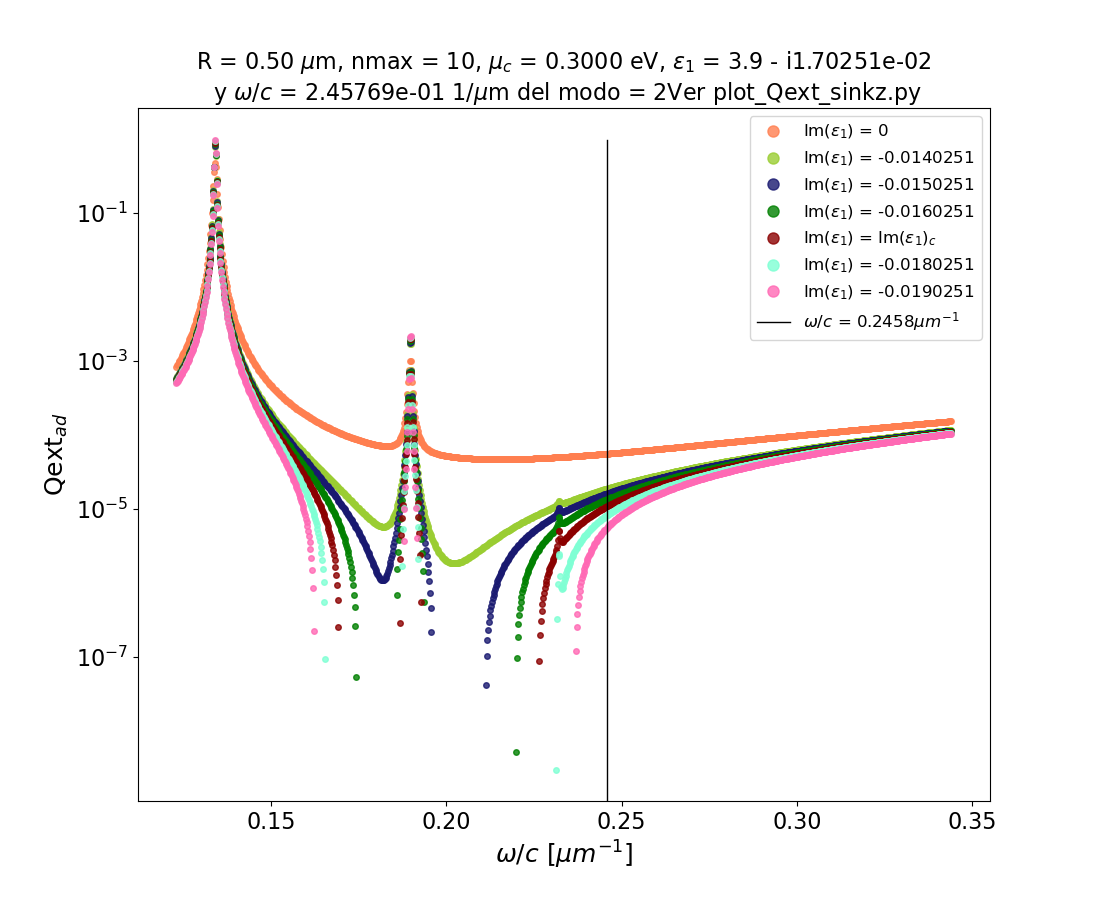 R = 0.50 μm, nmax = 10, μ_c = 0.3000 eV, ε₁ = 3.9 - i1.70251e-02
y ω/c = 2.45769e-01 1/μm del modo = 2Ver plot_Qext_sinkz.py
Im(ε₁) = 0
Im(ε₁) = -0.0140251
Im(ε₁) = -0.0150251
Im(ε₁) = -0.0160251
Im(ε₁) = Im(ε₁)_c
Im(ε₁) = -0.0180251
Im(ε₁) = -0.0190251
ω/c = 0.2458μm⁻¹
10⁻¹
10⁻³
10⁻⁵
10⁻⁷
Qext_ad
0.15 0.20 0.25 0.30 0.35
ω/c [μm⁻¹]